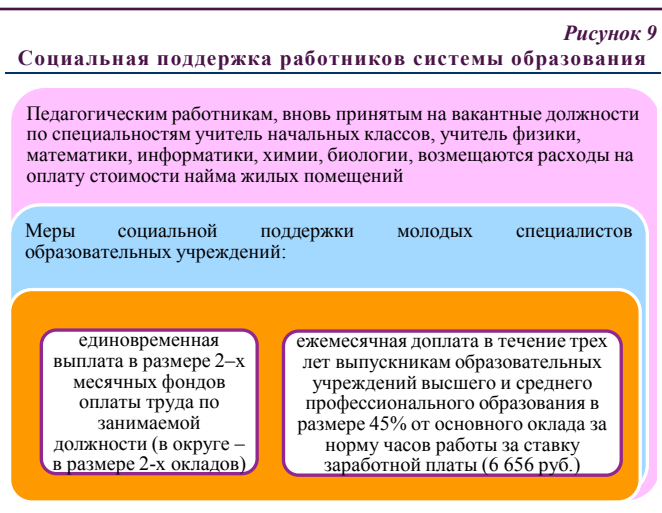 Рисунок 9
Социальная поддержка работников системы образования
Педагогическим работникам, вновь принятым на вакантные должности
по специальностям учитель начальных классов, учитель физики,
математики, информатики, химии, биологии, возмещаются расходы на
оплату стоимости найма жилых помещений
Меры социальной поддержки молодых специалистов
образовательных учреждений:
единовременная
выплата в размере 2–х
месячных фондов
оплаты труда по
занимаемой
должности (в округе –
в размере 2-х окладов)
ежемесячная доплата в течение трех
лет выпускникам образовательных
учреждений высшего и среднего
профессионального образования в
размере 45% от основного оклада за
норму часов работы за ставку
заработной платы (6 656 руб.)